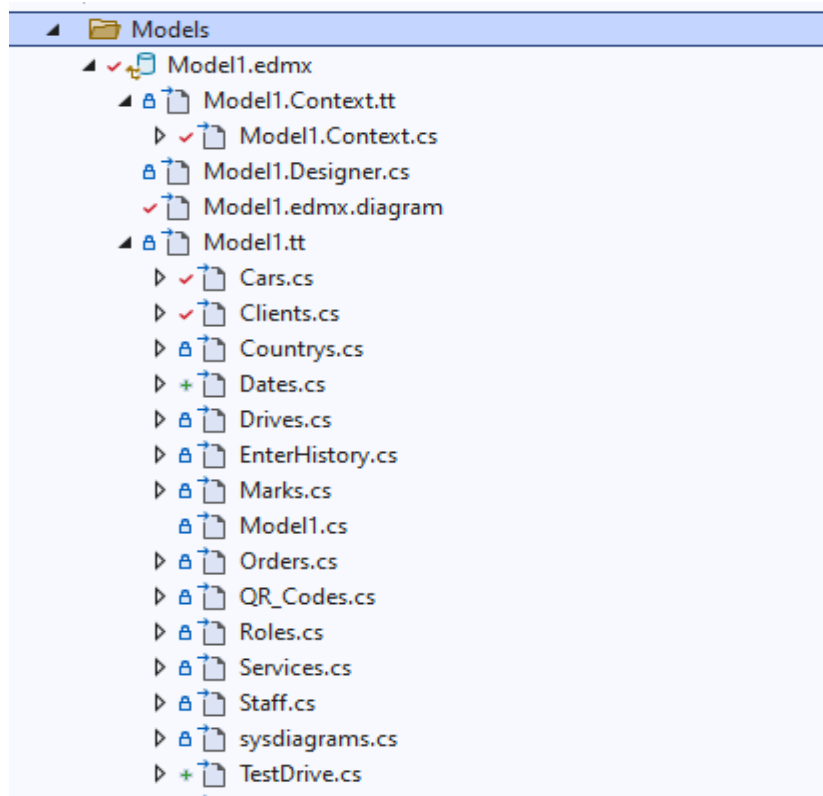 Models
Model1.edmx
Model1.Context.tt
Model1.Context.cs
Model1.Designer.cs
Model1.edmx.diagram
Model1.tt
Cars.cs
Clients.cs
Countrys.cs
Dates.cs
Drives.cs
EnterHistory.cs
Marks.cs
Model1.cs
Orders.cs
QR_Codes.cs
Roles.cs
Services.cs
Staff.cs
sysdiagrams.cs
TestDrive.cs